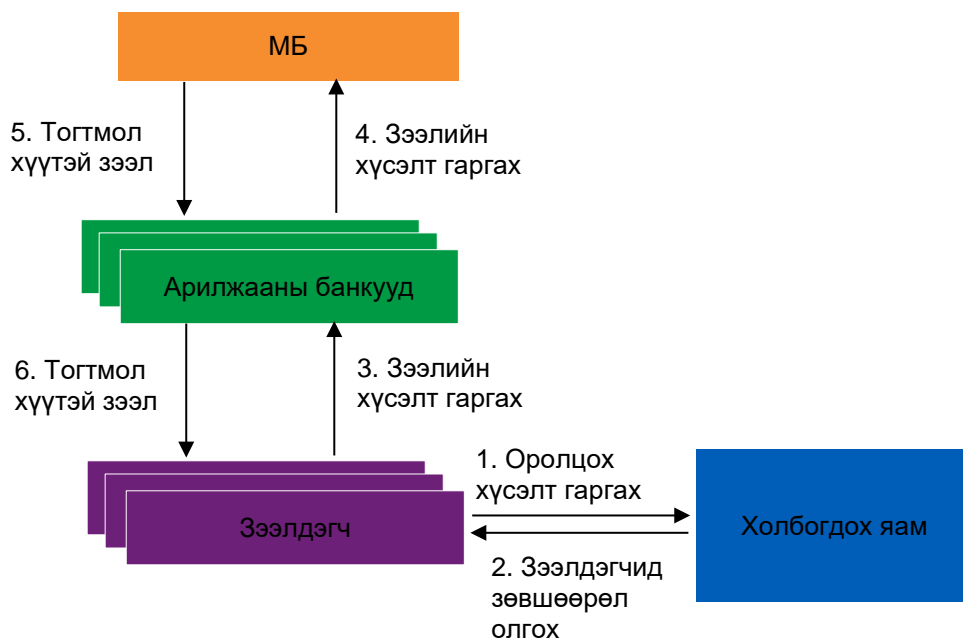 МБ
5. Тогтмол
хүүтэй зээл
4. Зээлийн
хүсэлт гаргах
Арилжааны банкууд
6. Тогтмол
хүүтэй зээл
3. Зээлийн
хүсэлт гаргах
1. Оролцох
хүсэлт гаргах
Зээлдэгч
Холбогдох яам
2. Зээлдэгчид
зөвшөөрөл
олгох